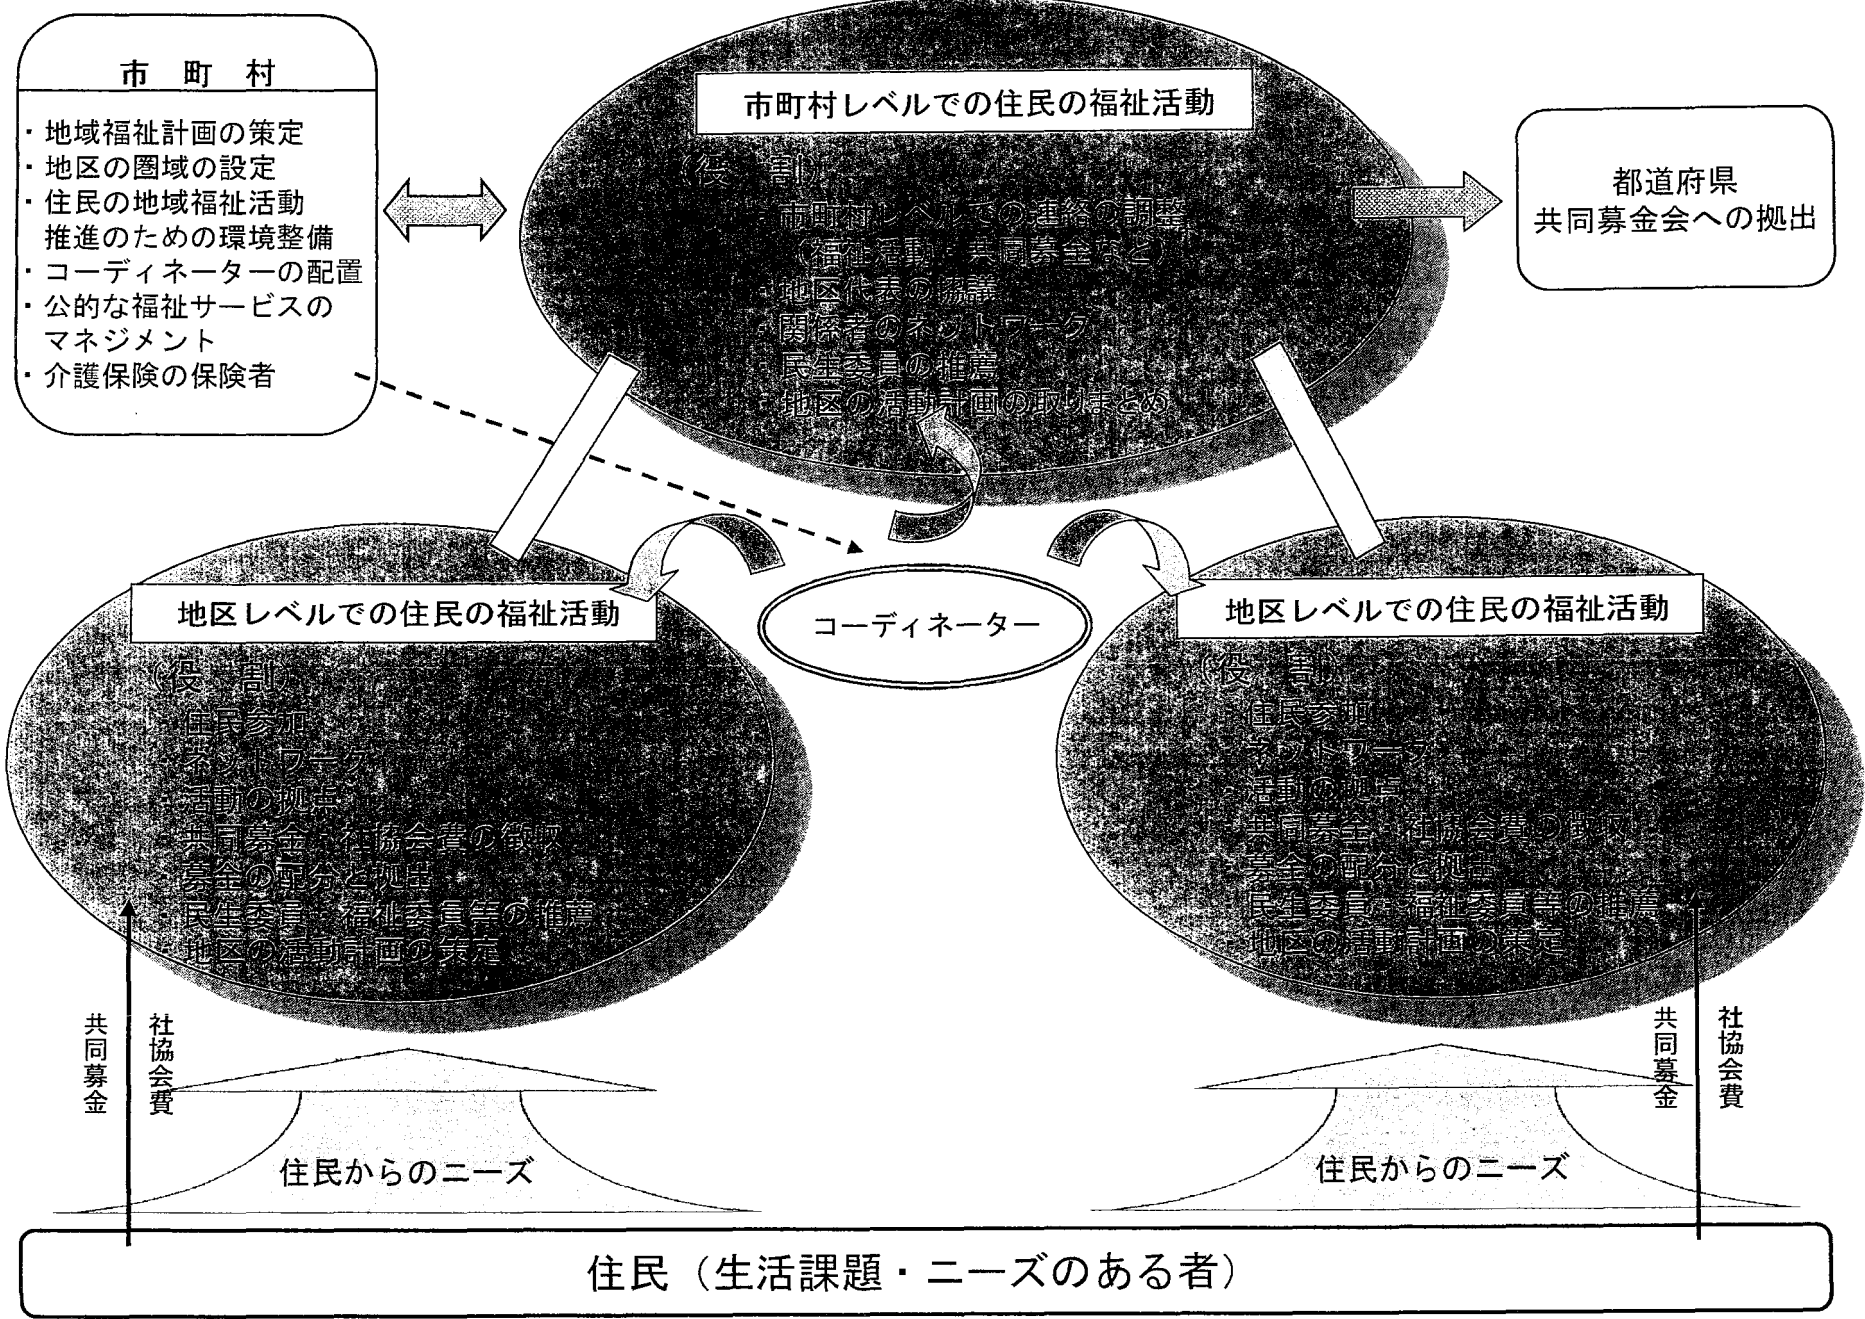 市町村
・地域福祉計画の策定
・地区の圏域の設定
・住民の地域福祉活動
推進のための環境整備
・コーディネーターの配置
・公的な福祉サービスの
マネジメント
・介護保険の保険者
市町村レベルでの住民の福祉活動
（役　割）
・市町村レベルでの連絡の調整
（福祉活動、共同募金など）
・地区代表の協議
・関係者のネットワーク
・民生委員の推薦
・地区の活動計画の取りまとめ
都道府県
共同募金会への拠出
地区レベルでの住民の福祉活動
（役　割）
・住民参加
・ネットワーク
・活動の拠点
・共同募金、社協会費の徴収
・募金の配分と拠出
・民生委員、福祉委員等の推薦
・地区の活動計画の策定
コーディネーター
地区レベルでの住民の福祉活動
（役　割）
・住民参加
・ネットワーク
・活動の拠点
・共同募金、社協会費の徴収
・募金の配分と拠出
・民生委員、福祉委員等の推薦
・地区の活動計画の策定
共同募金
社協会費
住民からのニーズ
共同募金
社協会費
住民からのニーズ
住民（生活課題・ニーズのある者）